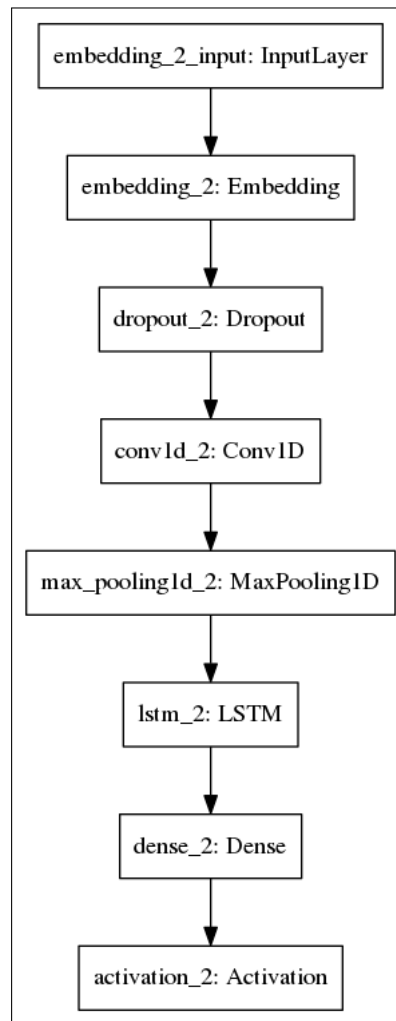 embedding_2_input: InputLayer
embedding_2: Embedding
dropout_2: Dropout
conv1d_2: Conv1D
max_pooling1d_2: MaxPooling1D
lstm_2: LSTM
dense_2: Dense
activation_2: Activation